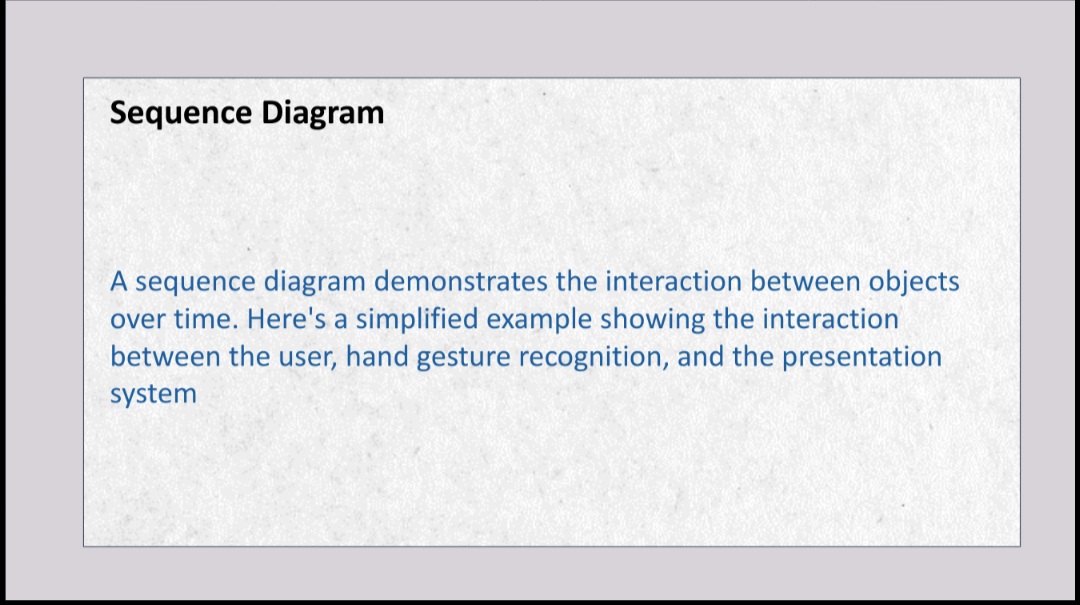 Sequence Diagram
A sequence diagram demonstrates the interaction between objects
over time. Here's a simplified example showing the interaction
between the user, hand gesture recognition, and the presentation
system